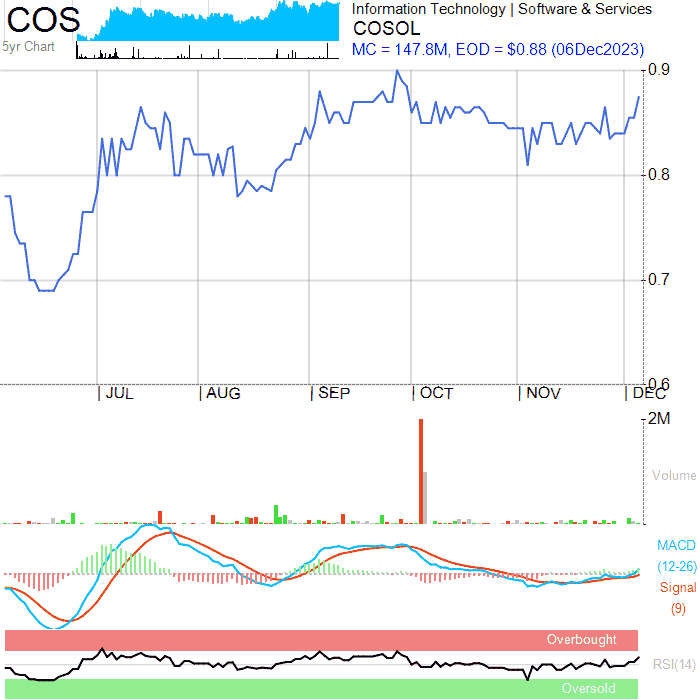 COS
Information Technology | Software & Services
COSOL
5yr Chart
MC = 147.8M, EOD = $0.88 (06Dec2023)
0.9
0.8
0.7
0.6
| JUL | AUG | SEP | OCT | NOV | DEC
2M
Volume
MACD
(12-26)
Signal
(9)
Overbought
RSI(14)
Oversold